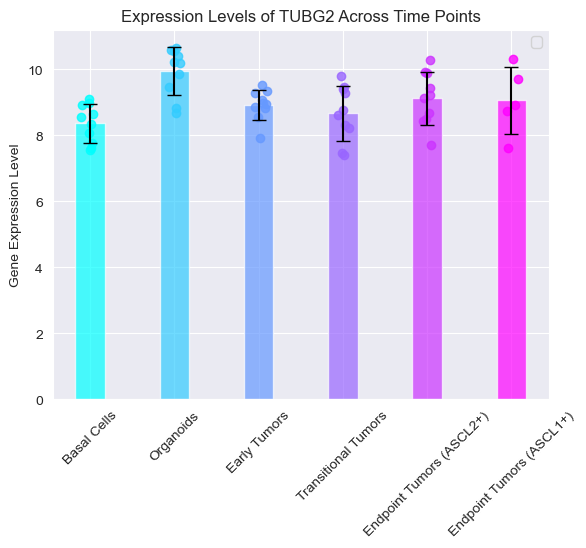 Expression Levels of TUBG2 Across Time Points
Gene Expression Level
10
8
6
4
2
0
Basal Cells
Organoids
Early Tumors
Transitional Tumors
Endpoint Tumors (ASCL2+)
Endpoint Tumors (ASCL1+)